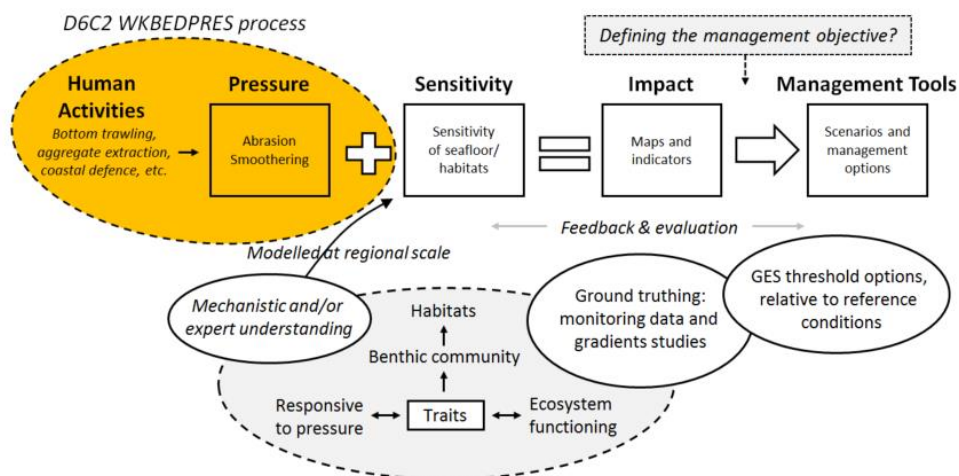 D6C2 WKBEDPRES process
Defining the management objective?
Human
Activities
Bottom trawling,
aggregate extraction,
coastal defence, etc.
Pressure
Abrasion
Smoothering
Sensitivity
Sensitivity
of seafloor/
habitats
Impact
Maps and
indicators
Management Tools
Scenarios and
management
options
Feedback & evaluation
Modelled at regional scale
Mechanistic and/or
expert understanding
Habitats
Benthic community
Responsive
to pressure
Traits
Ecosystem
functioning
Ground truthing:
monitoring data and
gradients studies
GES threshold options,
relative to reference
conditions